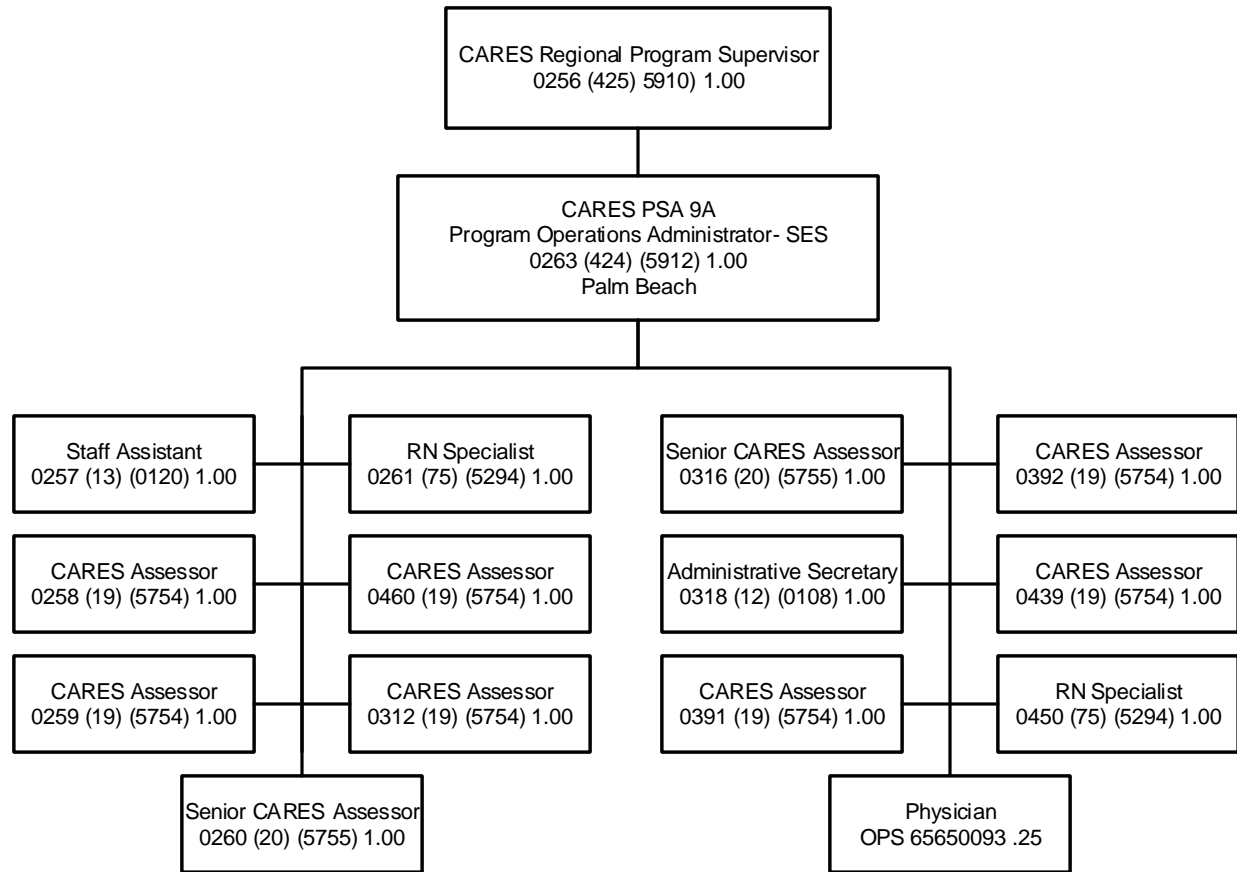 CARES Regional Program Supervisor
0256 (425) 5910) 1.00
CARES PSA 9A
Program Operations Administrator- SES
0263 (424) (5912) 1.00
Palm Beach
Staff Assistant
0257 (13) (0120) 1.00
RN Specialist
0261 (75) (5294) 1.00
Senior CARES Assessor
0316 (20) (5755) 1.00
CARES Assessor
0392 (19) (5754) 1.00
CARES Assessor
0258 (19) (5754) 1.00
CARES Assessor
0460 (19) (5754) 1.00
Administrative Secretary
0318 (12) (0108) 1.00
CARES Assessor
0439 (19) (5754) 1.00
CARES Assessor
0259 (19) (5754) 1.00
CARES Assessor
0312 (19) (5754) 1.00
CARES Assessor
0391 (19) (5754) 1.00
RN Specialist
0450 (75) (5294) 1.00
Senior CARES Assessor
0260 (20) (5755) 1.00
Physician
OPS 65650093 .25